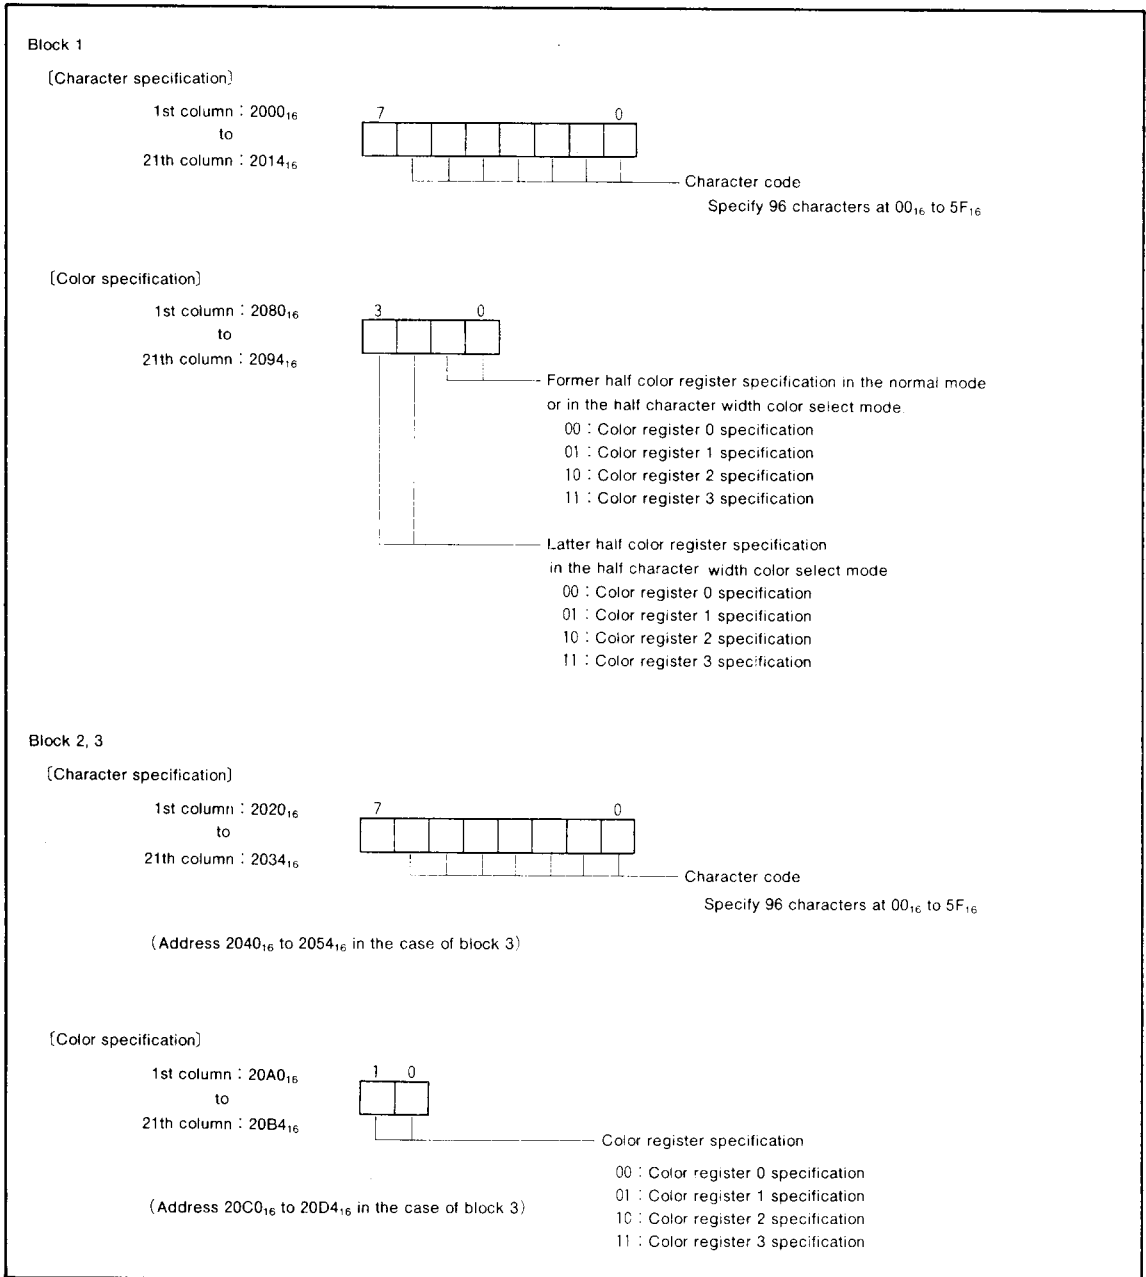 Block 1
〔Character specification〕
1st column : 2000₁₆
7 0
to
21th column : 2014₁₆
Character code
Specify 96 characters at 00₁₆ to 5F₁₆
〔Color specification〕
1st column : 2080₁₆
3 0
to
21th column : 2094₁₆
Former half color register specification in the normal mode
or in the half character width color select mode
00 : Color register 0 specification
01 : Color register 1 specification
10 : Color register 2 specification
11 : Color register 3 specification
Latter half color register specification
in the half character width color select mode
00 : Color register 0 specification
01 : Color register 1 specification
10 : Color register 2 specification
11 : Color register 3 specification
Block 2, 3
〔Character specification〕
1st column : 2020₁₆
7 0
to
21th column : 2034₁₆
Character code
Specify 96 characters at 00₁₆ to 5F₁₆
(Address 2040₁₆ to 2054₁₆ in the case of block 3)
〔Color specification〕
1st column : 20A0₁₆
1 0
to
21th column : 20B4₁₆
Color register specification
00 : Color register 0 specification
01 : Color register 1 specification
10 : Color register 2 specification
11 : Color register 3 specification
(Address 20C0₁₆ to 20D4₁₆ in the case of block 3)